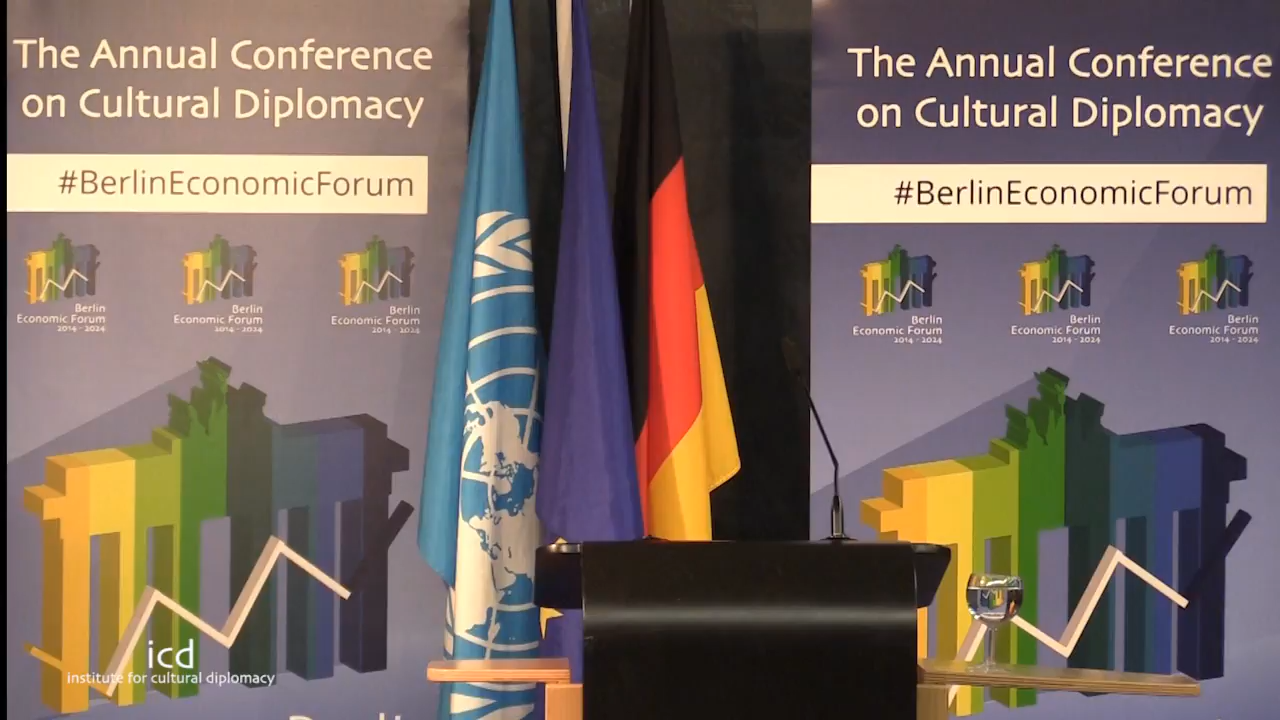 The Annual Conference
on Cultural Diplomacy
#BerlinEconomicForum
Berlin
Economic Forum
2014 - 2024
Berlin
Economic Forum
2014 - 2024
Berlin
Economic Forum
2014 - 2024
icd
institute for cultural diplomacy
The Annual Conference
on Cultural Diplomacy
#BerlinEconomicForum
Berlin
Economic Forum
2014 - 2024
Berlin
Economic Forum
2014 - 2024
Berlin
Economic Forum
2014 - 2024